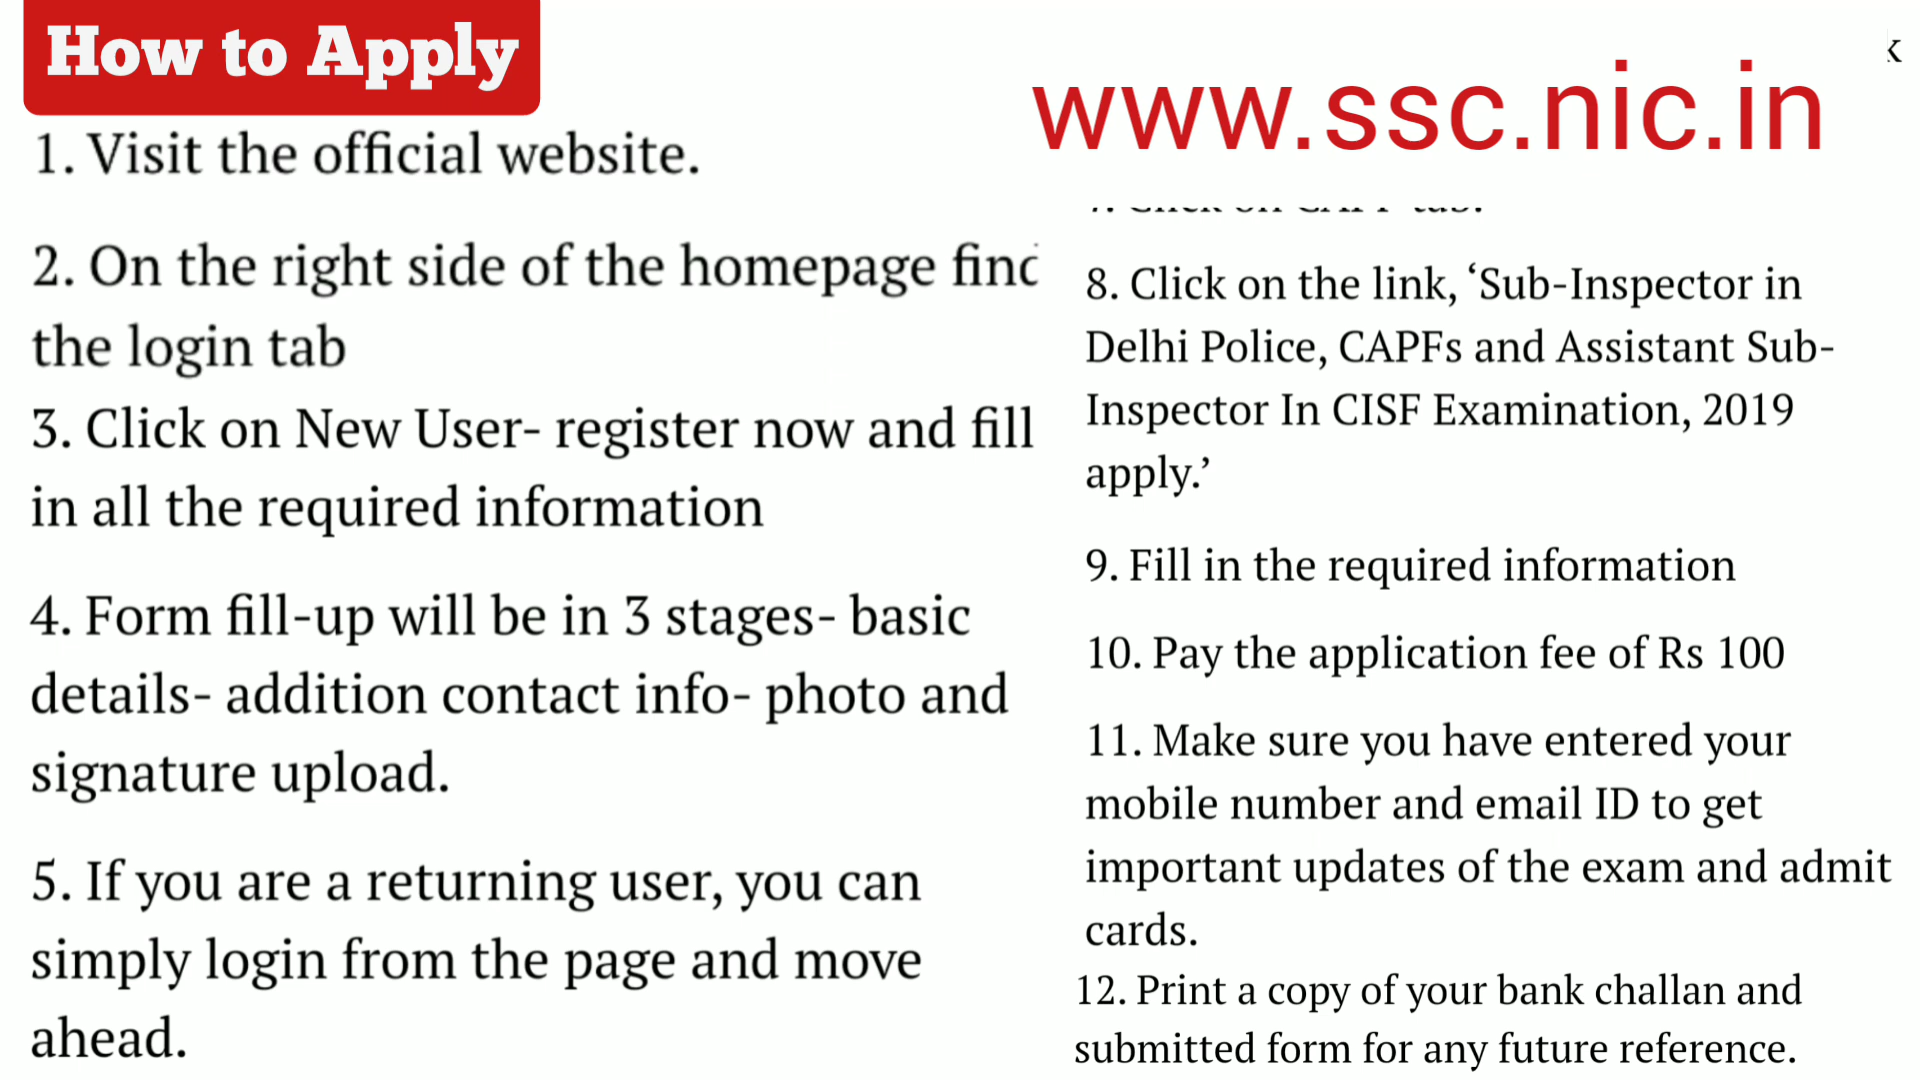 How to Apply
1. Visit the official website.
2. On the right side of the homepage find
the login tab
3. Click on New User- register now and fill
in all the required information
4. Form fill-up will be in 3 stages- basic
details- addition contact info- photo and
signature upload.
5. If you are a returning user, you can
simply login from the page and move
ahead.
k
www.ssc.nic.in
7. Click on CAPF tab.
8. Click on the link, ‘Sub-Inspector in
Delhi Police, CAPFs and Assistant Sub-
Inspector In CISF Examination, 2019
apply.’
9. Fill in the required information
10. Pay the application fee of Rs 100
11. Make sure you have entered your
mobile number and email ID to get
important updates of the exam and admit
cards.
12. Print a copy of your bank challan and
submitted form for any future reference.